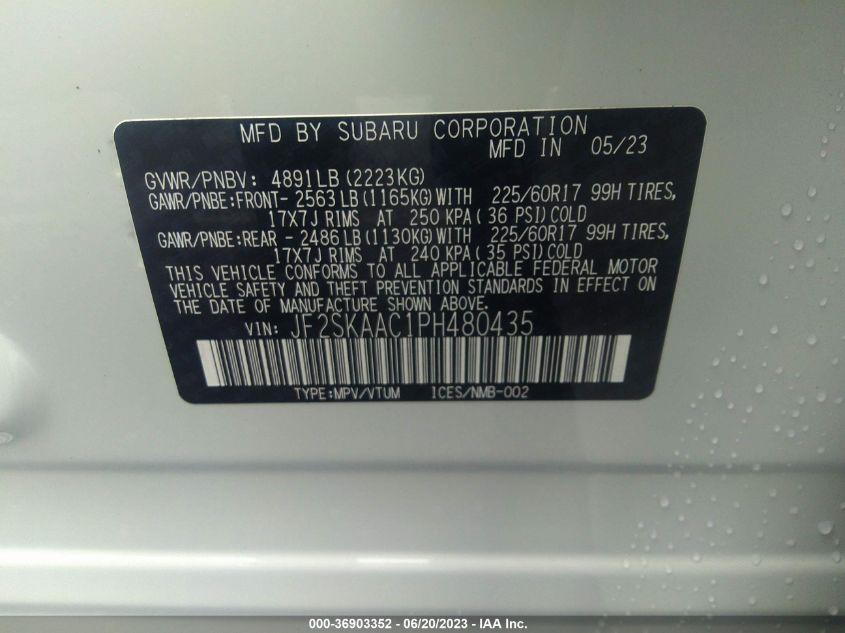 MFD BY SUBARU CORPORATION
MFD IN 05/23
GVWR/PNBV: 4891LB (2223KG)
GAWR/PNBE:FRONT- 2563 LB (1165KG) WITH 225/60R17 99H TIRES,
17X7J RIMS AT 250 KPA ( 36 PSI) COLD
GAWR/PNBE:REAR - 2486 LB (1130KG) WITH 225/60R17 99H TIRES,
17X7J RIMS AT 240 KPA ( 35 PSI) COLD
THIS VEHICLE CONFORMS TO ALL APPLICABLE FEDERAL MOTOR
VEHICLE SAFETY AND THEFT PREVENTION STANDARDS IN EFFECT ON
THE DATE OF MANUFACTURE SHOWN ABOVE.
VIN: JF2SKAAC1PH480435
TYPE:MPV/VTUM ICES/NMB-002
000-36903352 - 06/20/2023 - IAA Inc.